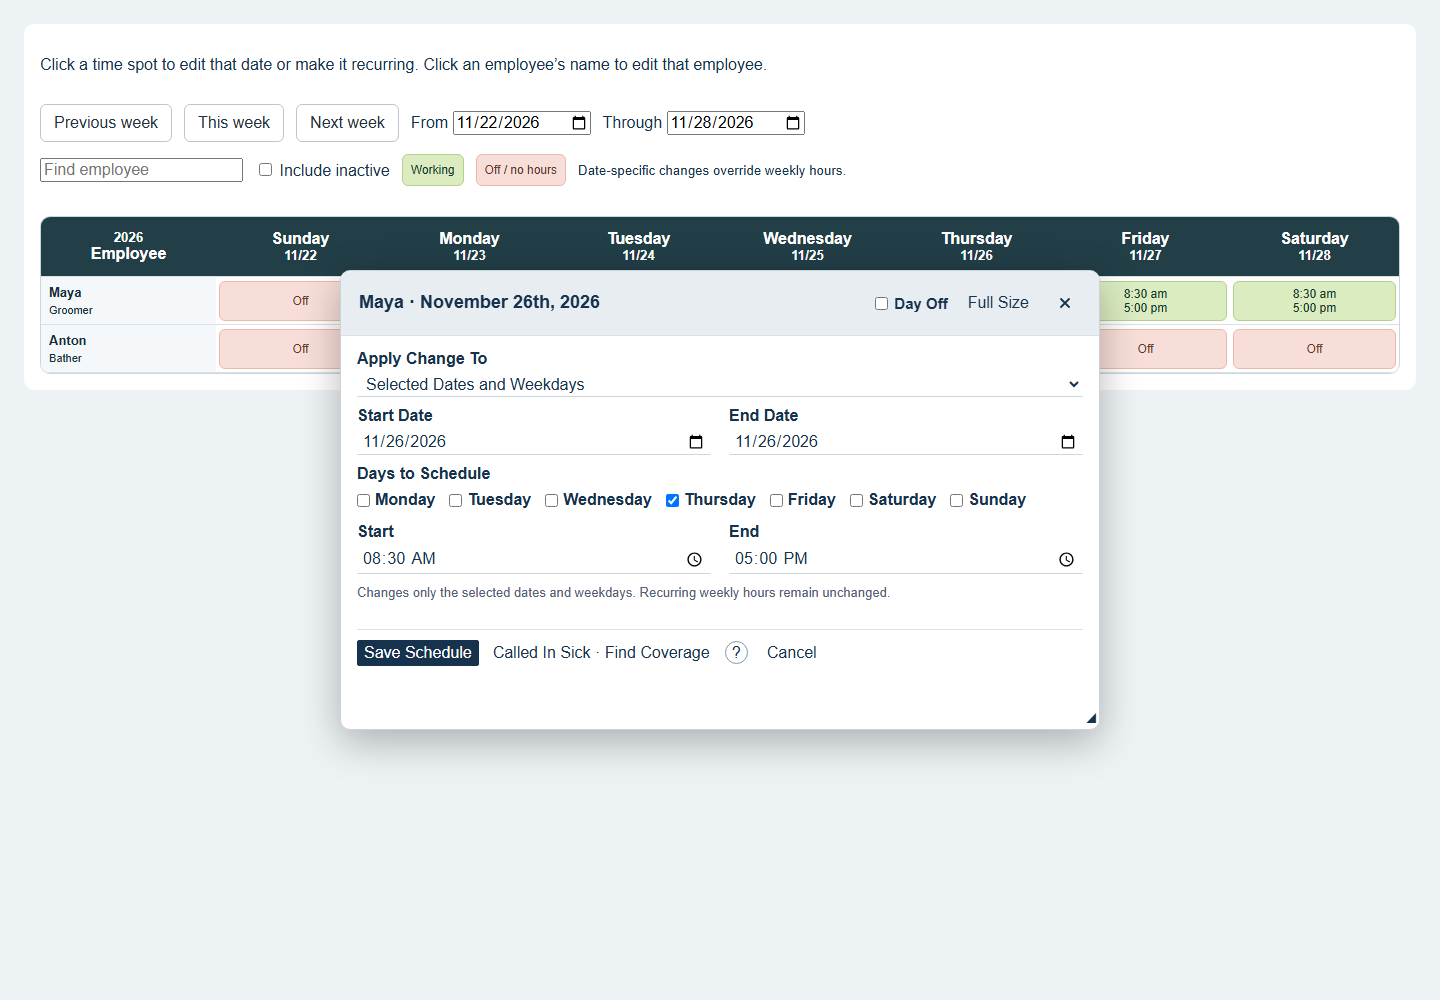 Click a time spot to edit that date or make it recurring. Click an employee’s name to edit that employee.
Previous week This week Next week From 11/22/2026 Through 11/28/2026
Find employee Include inactive Working Off / no hours Date-specific changes override weekly hours.
2026
Employee
Sunday
11/22
Monday
11/23
Tuesday
11/24
Wednesday
11/25
Thursday
11/26
Friday
11/27
Saturday
11/28
Maya
Groomer
Off
8:30 am
5:00 pm
8:30 am
5:00 pm
Anton
Bather
Off
Off
Off
Maya · November 26th, 2026 Day Off Full Size ×
Apply Change To
Selected Dates and Weekdays
Start Date End Date
11/26/2026 11/26/2026
Days to Schedule
Monday Tuesday Wednesday Thursday Friday Saturday Sunday
Start End
08:30 AM 05:00 PM
Changes only the selected dates and weekdays. Recurring weekly hours remain unchanged.
Save Schedule Called In Sick · Find Coverage ? Cancel